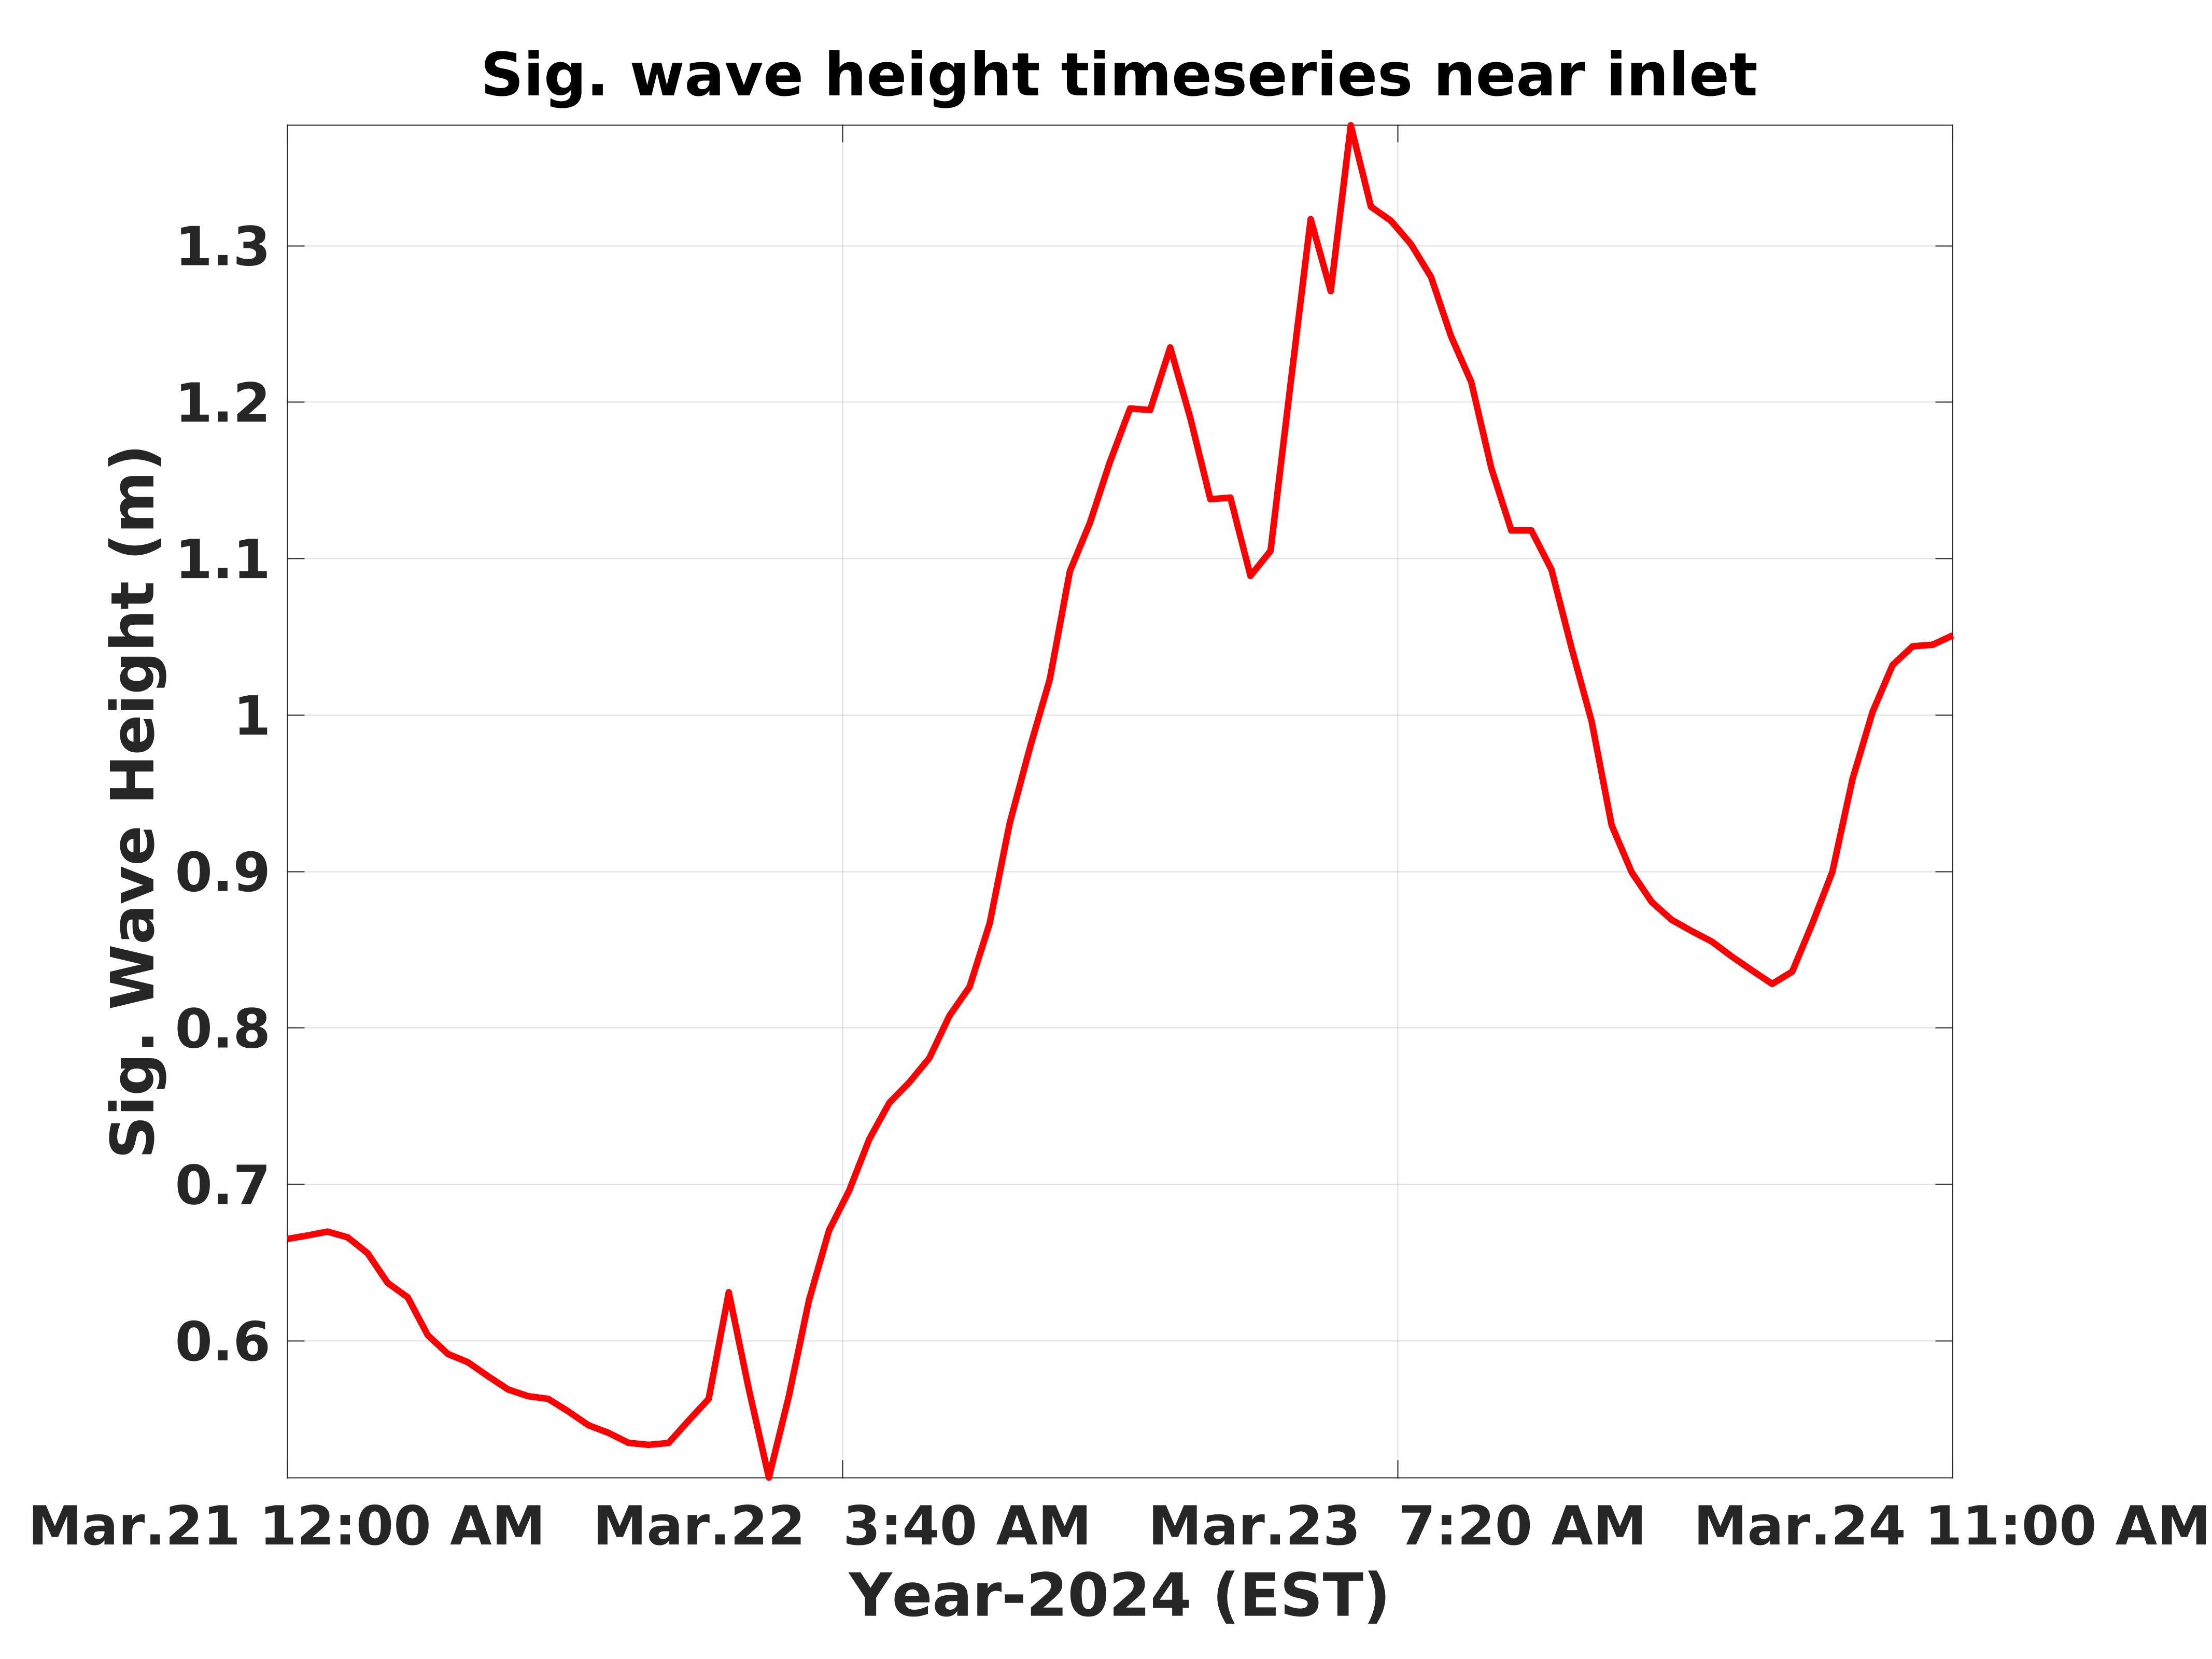 Sig. wave height timeseries near inlet
Sig. Wave Height (m)
1.3
1.2
1.1
1
0.9
0.8
0.7
0.6
Mar.21 12:00 AM Mar.22 3:40 AM Mar.23 7:20 AM Mar.24 11:00 AM
Year-2024 (EST)